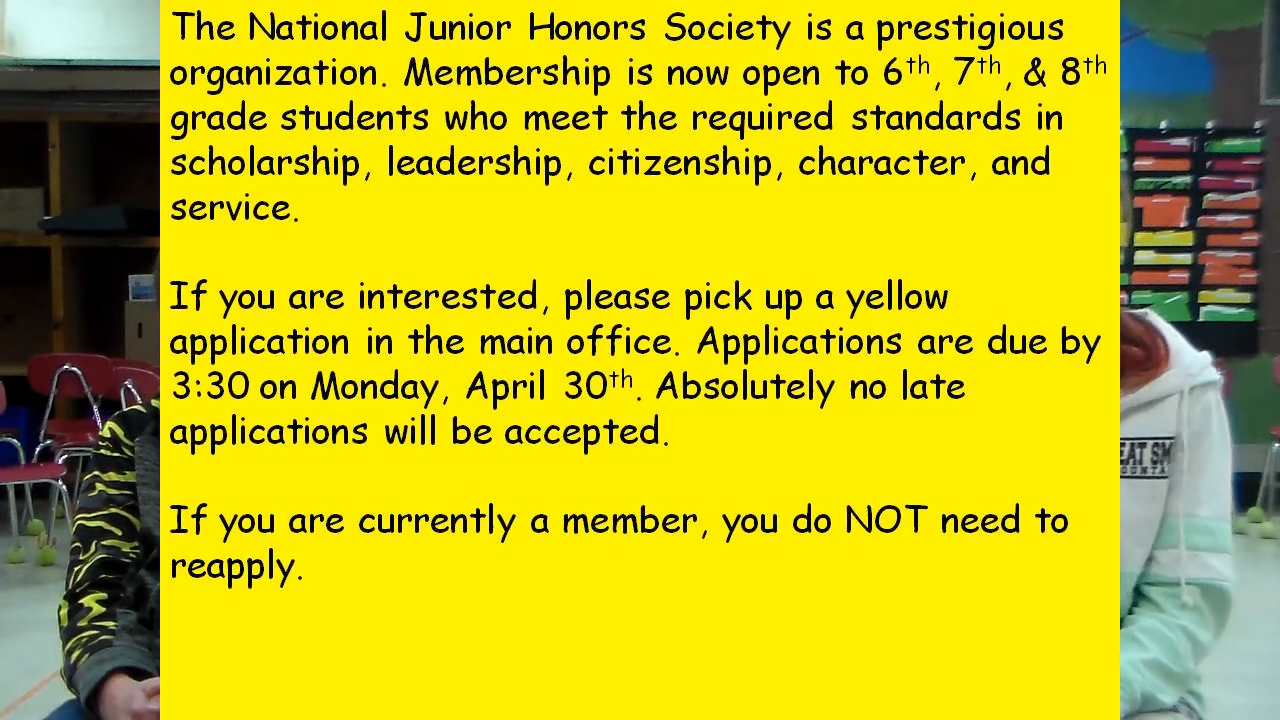 The National Junior Honors Society is a prestigious
organization. Membership is now open to 6th, 7th, & 8th
grade students who meet the required standards in
scholarship, leadership, citizenship, character, and
service.
If you are interested, please pick up a yellow
application in the main office. Applications are due by
3:30 on Monday, April 30th. Absolutely no late
applications will be accepted.
If you are currently a member, you do NOT need to
reapply.